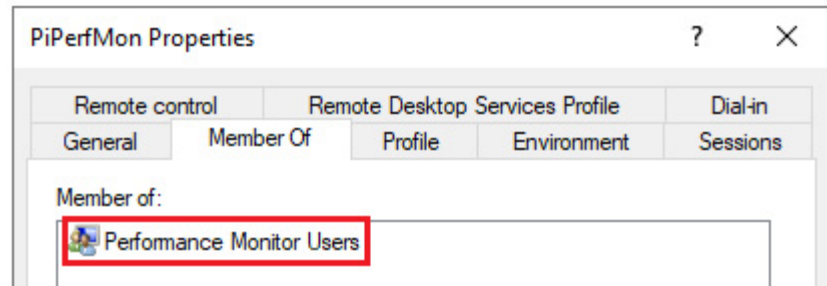 PiPerfMon Properties ? ×
Remote control Remote Desktop Services Profile Dial-in
General Member Of Profile Environment Sessions
Member of:
Performance Monitor Users